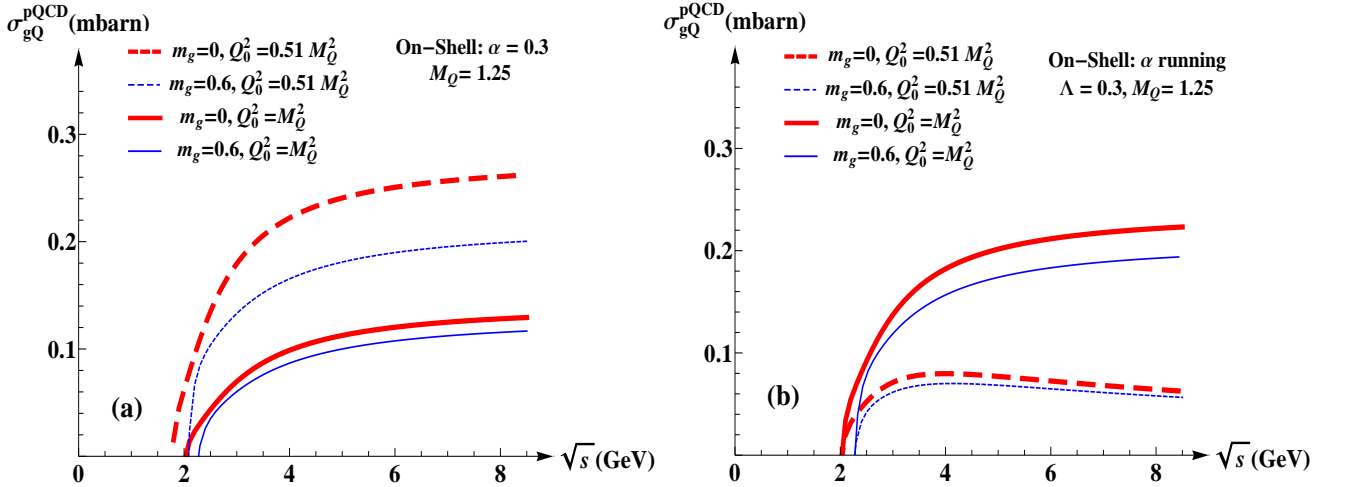 σ_{gQ}^{pQCD}(mbarn)
m_g=0, Q_0^2=0.51 M_Q^2
m_g=0.6, Q_0^2=0.51 M_Q^2
m_g=0, Q_0^2=M_Q^2
m_g=0.6, Q_0^2=M_Q^2
On−Shell: α = 0.3
M_Q= 1.25
0.3
0.2
0.1
(a)
0 2 4 6 8
√s (GeV)
σ_{gQ}^{pQCD}(mbarn)
m_g=0, Q_0^2=0.51 M_Q^2
m_g=0.6, Q_0^2=0.51 M_Q^2
m_g=0, Q_0^2=M_Q^2
m_g=0.6, Q_0^2=M_Q^2
On−Shell: α running
Λ = 0.3, M_Q= 1.25
0.3
0.2
0.1
(b)
0 2 4 6 8
√s (GeV)